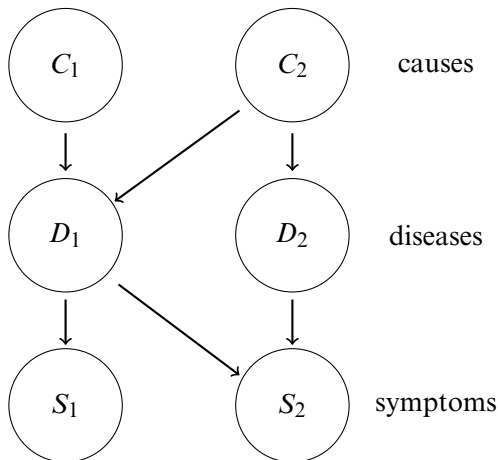 C₁ C₂ causes
D₁ D₂ diseases
S₁ S₂ symptoms